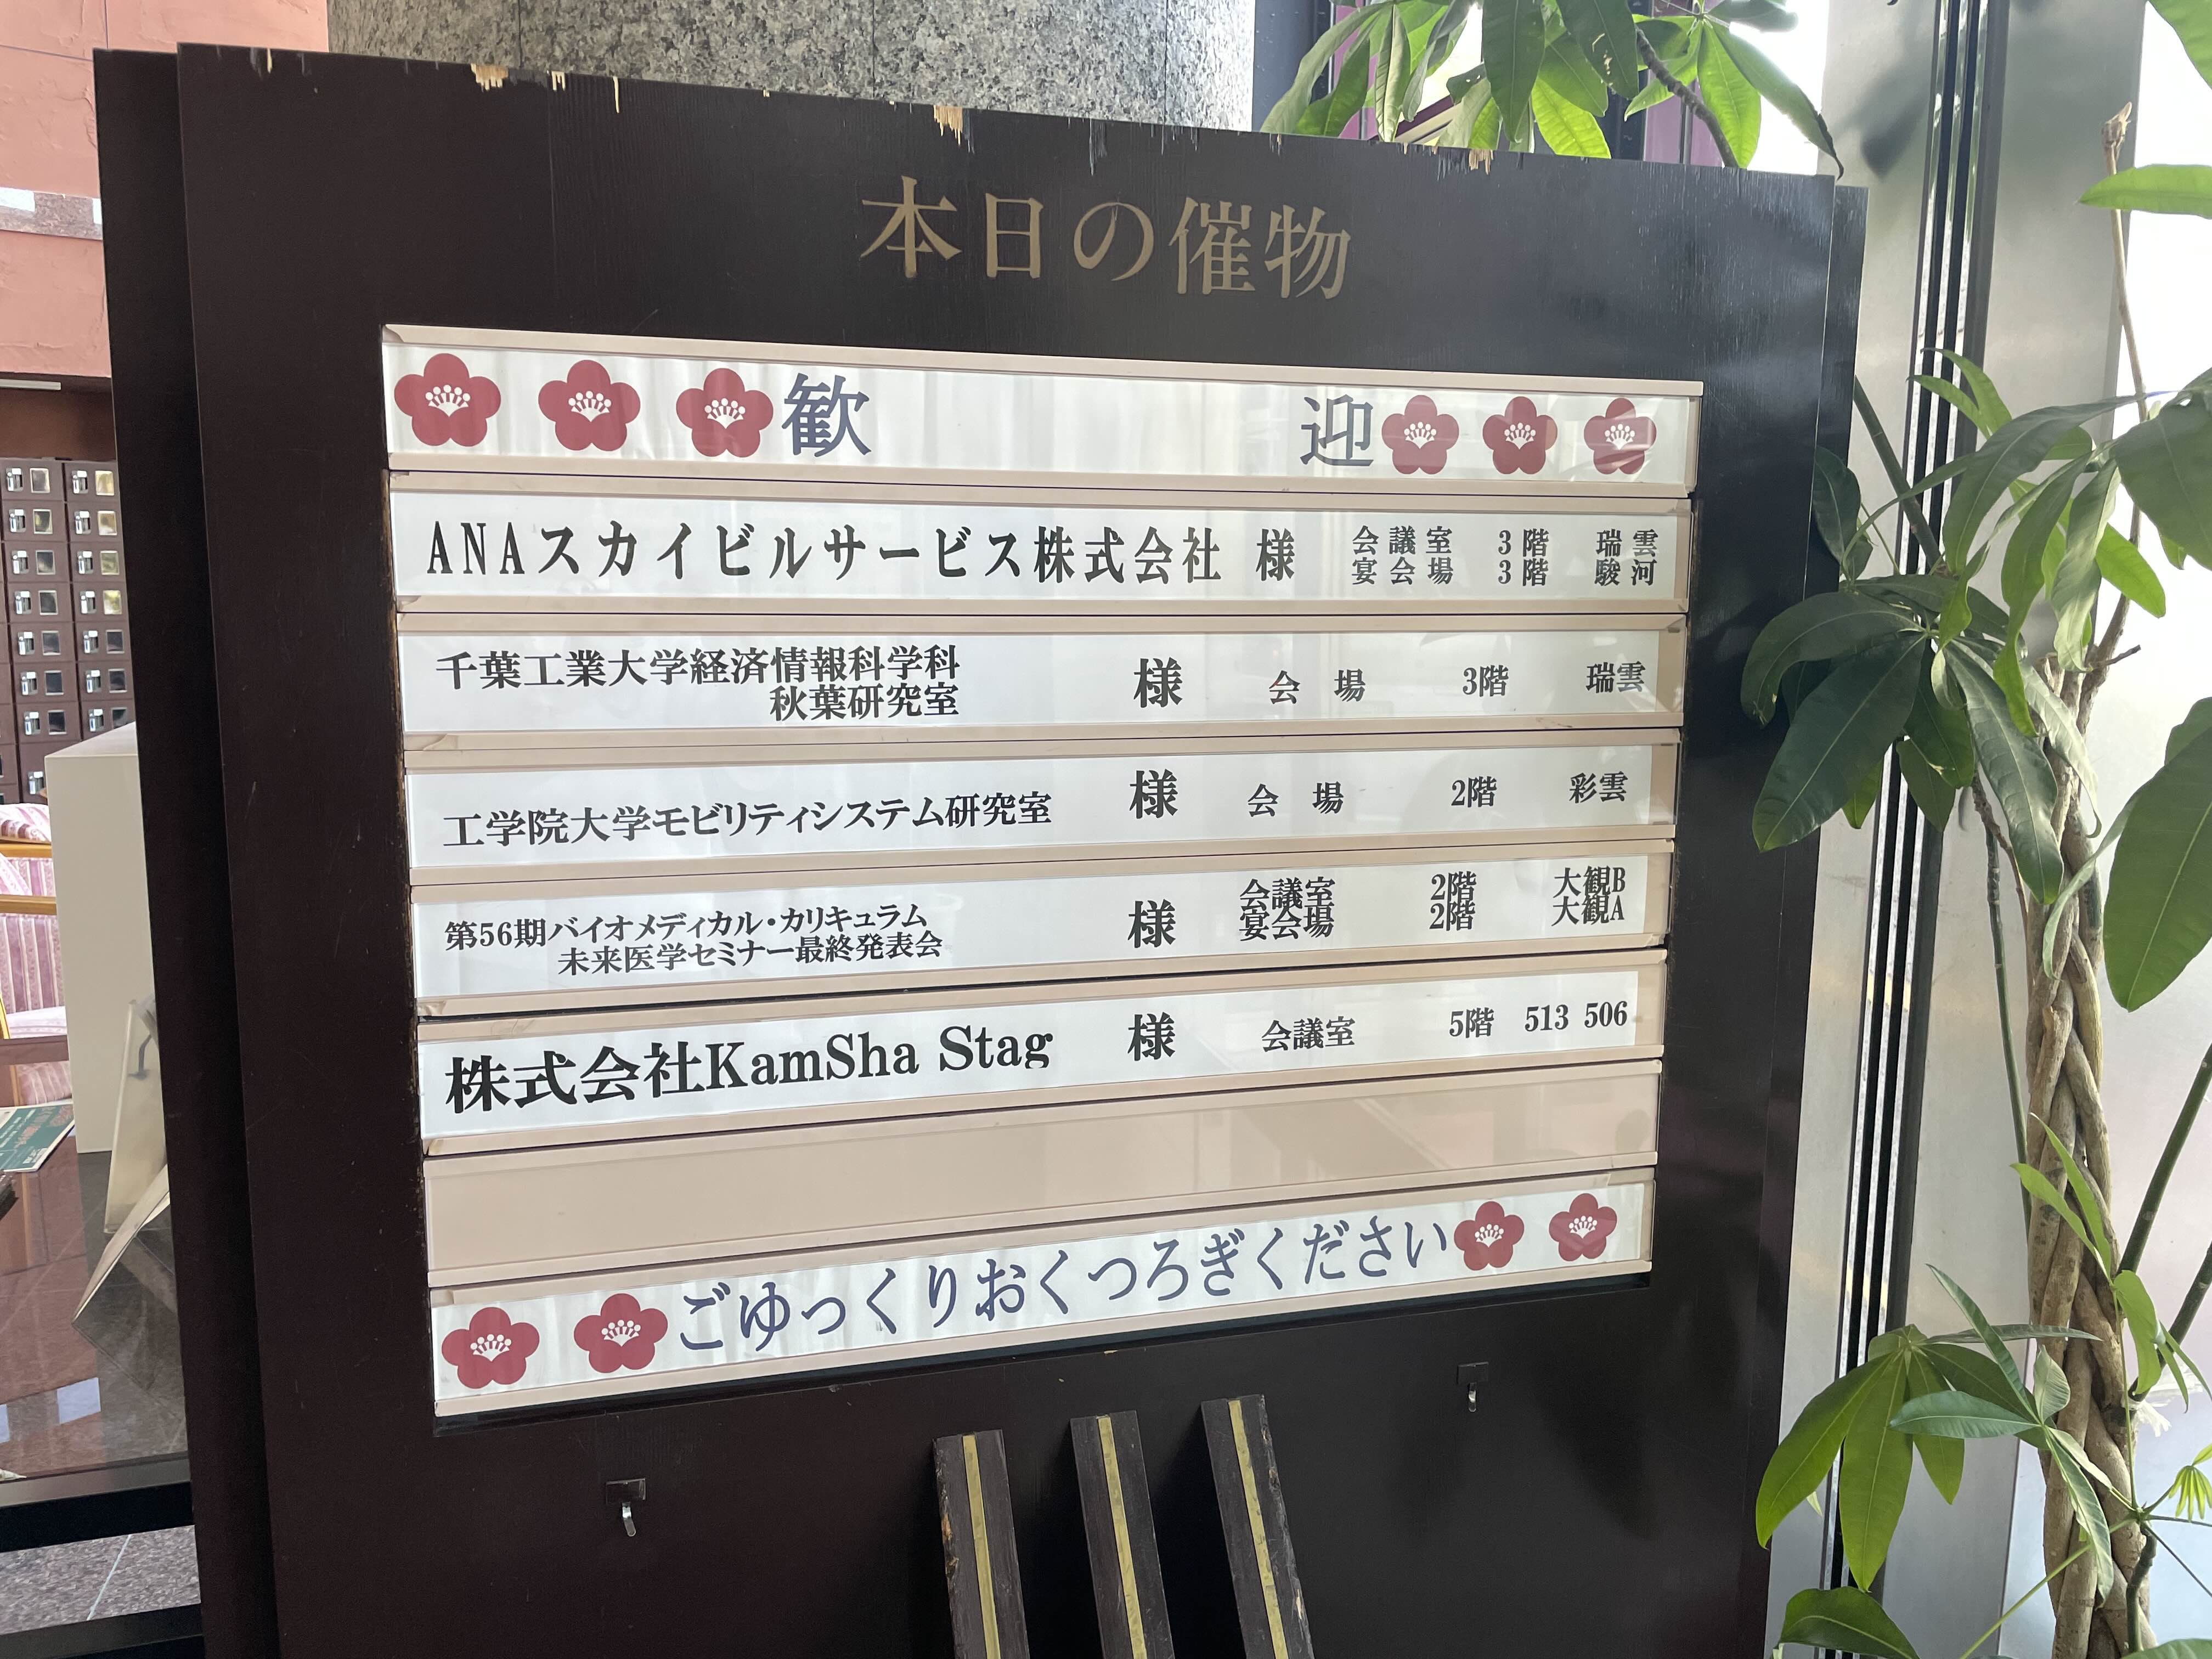 本日の催物
歓 迎
ANAスカイビルサービス株式会社 様 会議室 3階 瑞雲
宴会場 3階 駿河
千葉工業大学経済情報科学科
秋葉研究室 様 会場 3階 瑞雲
工学院大学モビリティシステム研究室 様 会場 2階 彩雲
第56期バイオメディカル・カリキュラム 様 会議室 2階 大観B
未来医学セミナー最終発表会 宴会場 2階 大観A
株式会社KamSha Stag 様 会議室 5階 513 506
ごゆっくりおくつろぎください